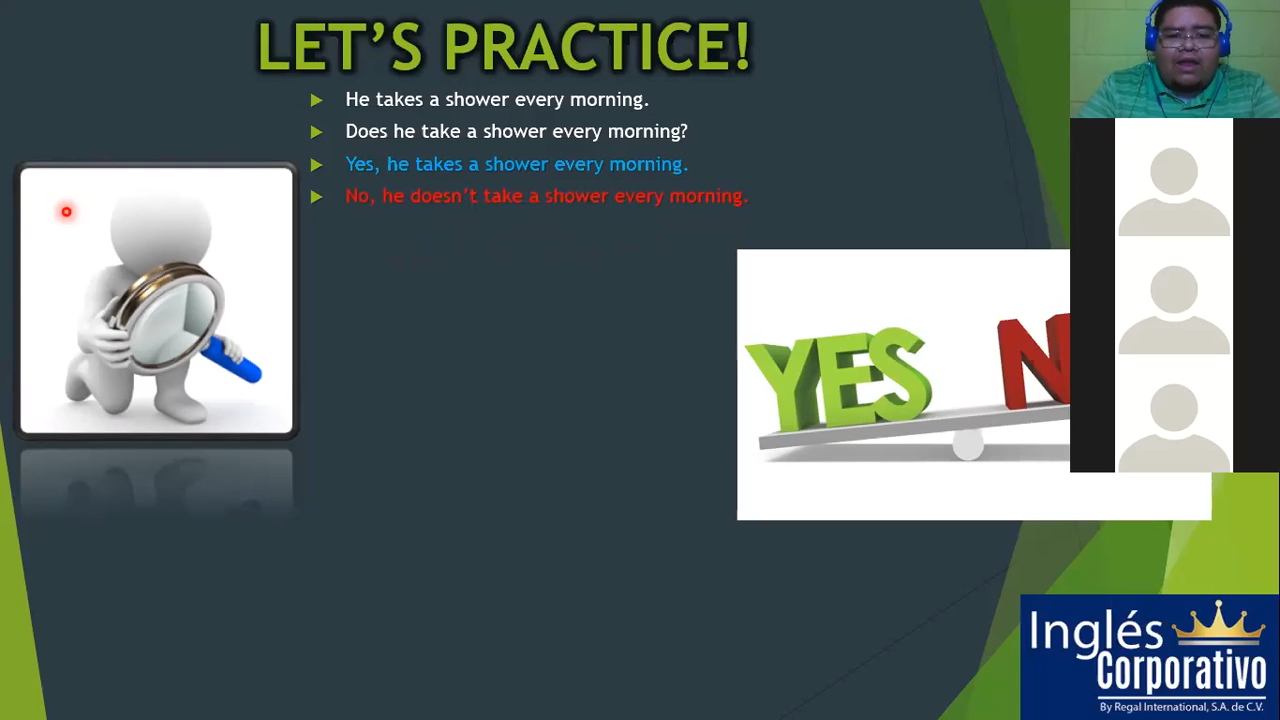 LET'S PRACTICE!
He takes a shower every morning.
Does he take a shower every morning?
Yes, he takes a shower every morning.
No, he doesn't take a shower every morning.
YES N
Inglés
Corporativo
By Regal International, S.A. de C.V.